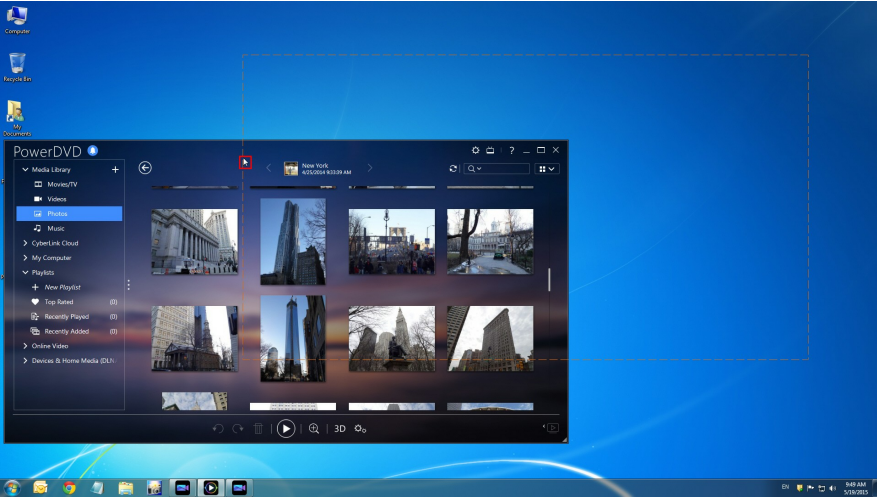 Computer
Recycle Bin
My
Documents
PowerDVD
?
Media Library
New York
4/25/2014 9:33:39 AM
Movies/TV
Videos
Photos
Music
CyberLink Cloud
My Computer
Playlists
New Playlist
Top Rated (0)
Recently Played (0)
Recently Added (0)
Online Video
Devices & Home Media (DLN
3D
EN
9:49 AM
5/19/2015